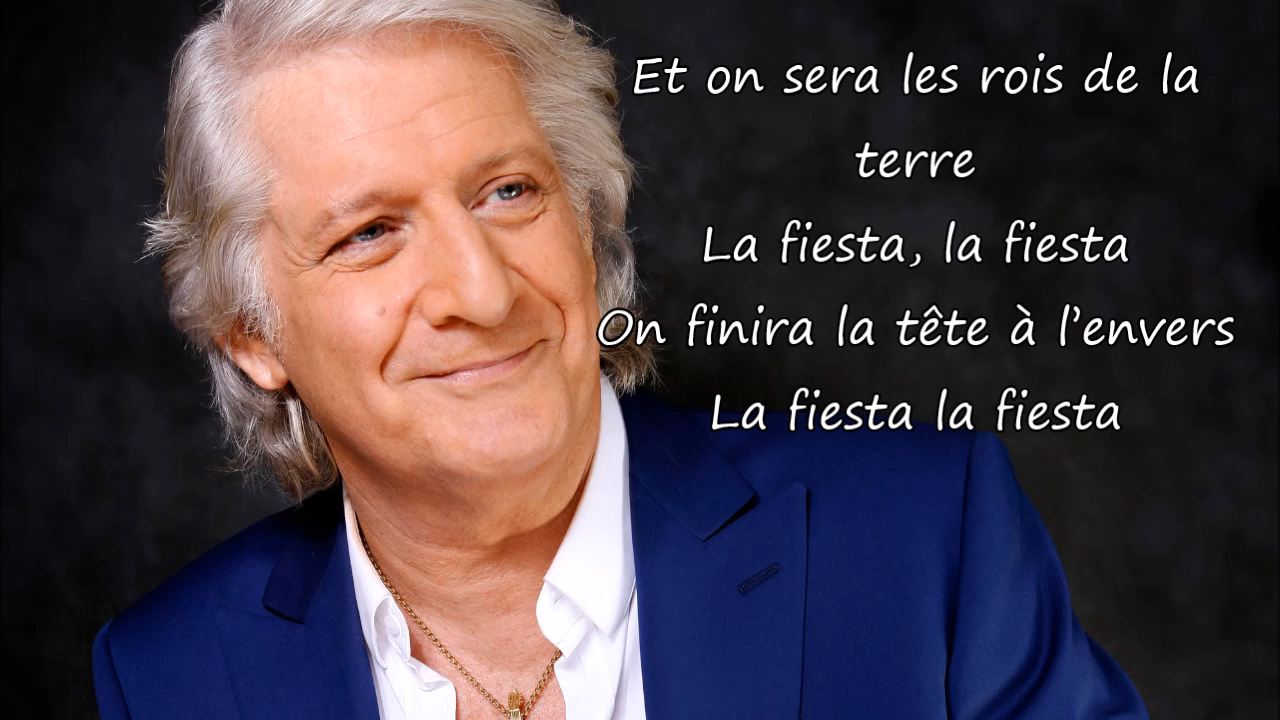 Et on sera les rois de la
terre
La fiesta, la fiesta
On finira la tête à l'envers
La fiesta la fiesta